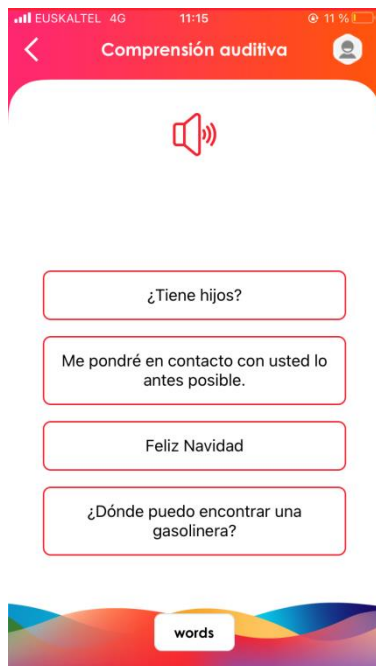 EUSKALTEL 4G 11:15 11 %
Comprensión auditiva
¿Tiene hijos?
Me pondré en contacto con usted lo
antes posible.
Feliz Navidad
¿Dónde puedo encontrar una
gasolinera?
words